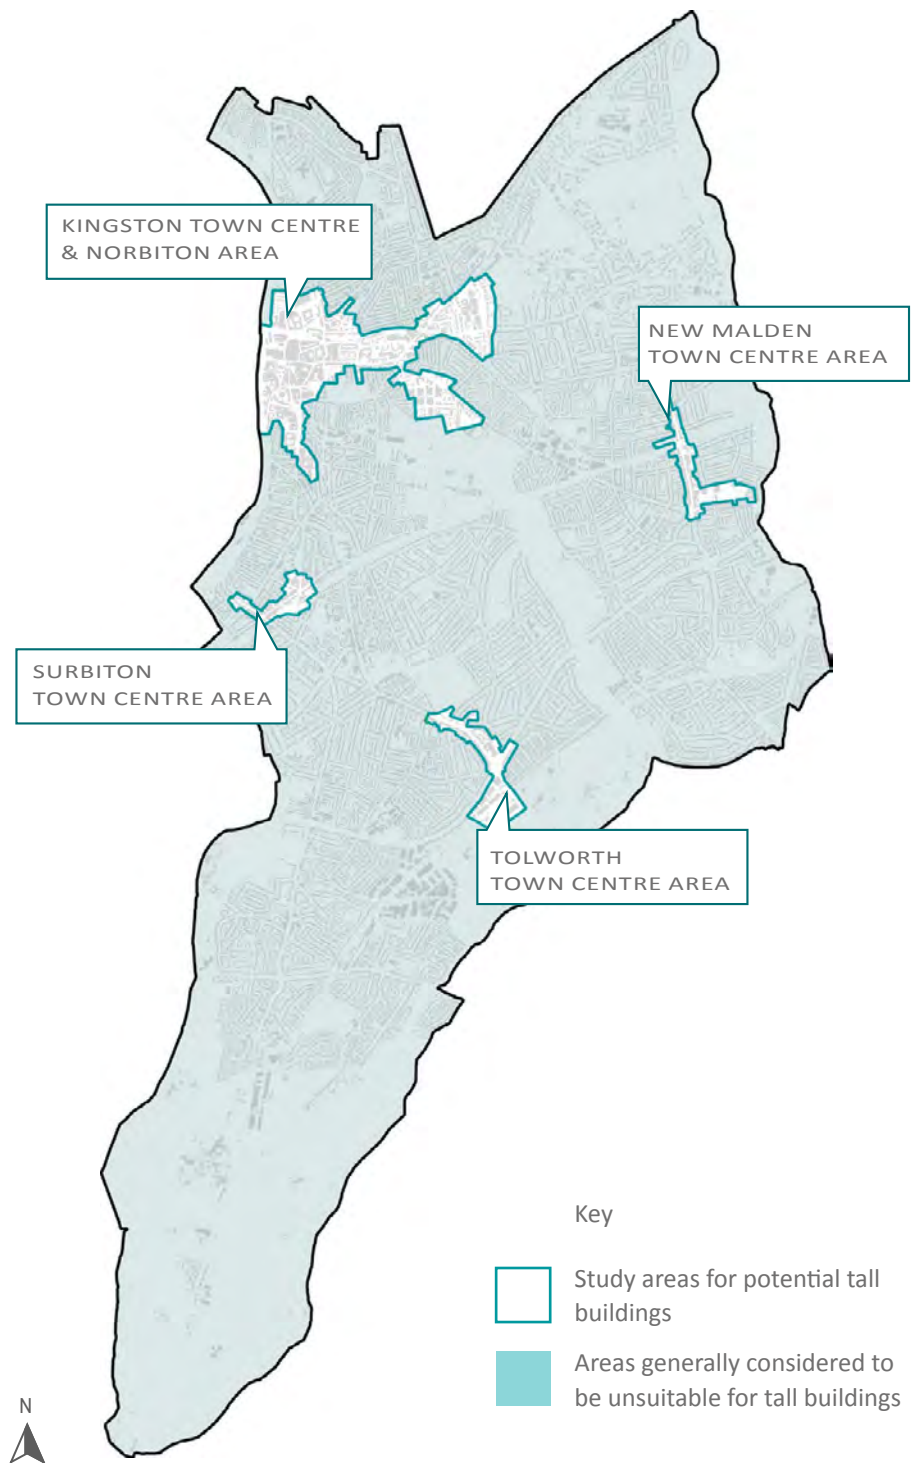 KINGSTON TOWN CENTRE
& NORBITON AREA
NEW MALDEN
TOWN CENTRE AREA
SURBITON
TOWN CENTRE AREA
TOLWORTH
TOWN CENTRE AREA
Key
Study areas for potential tall
buildings
Areas generally considered to
be unsuitable for tall buildings
N